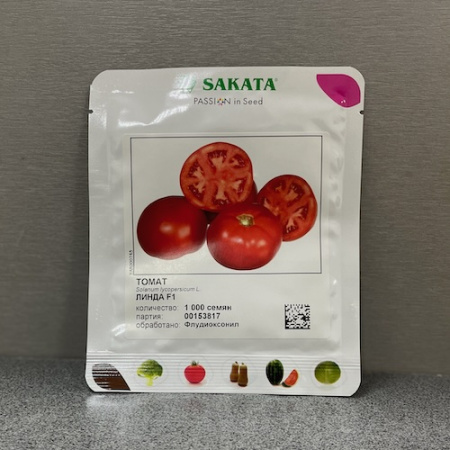 SAKATA
PASSION in Seed
ТОМАТ
Solanum lycopersicum L.
ЛИНДА F1
количество: 1 000 семян
партия: 00153817
обработано: Флудиоксонил